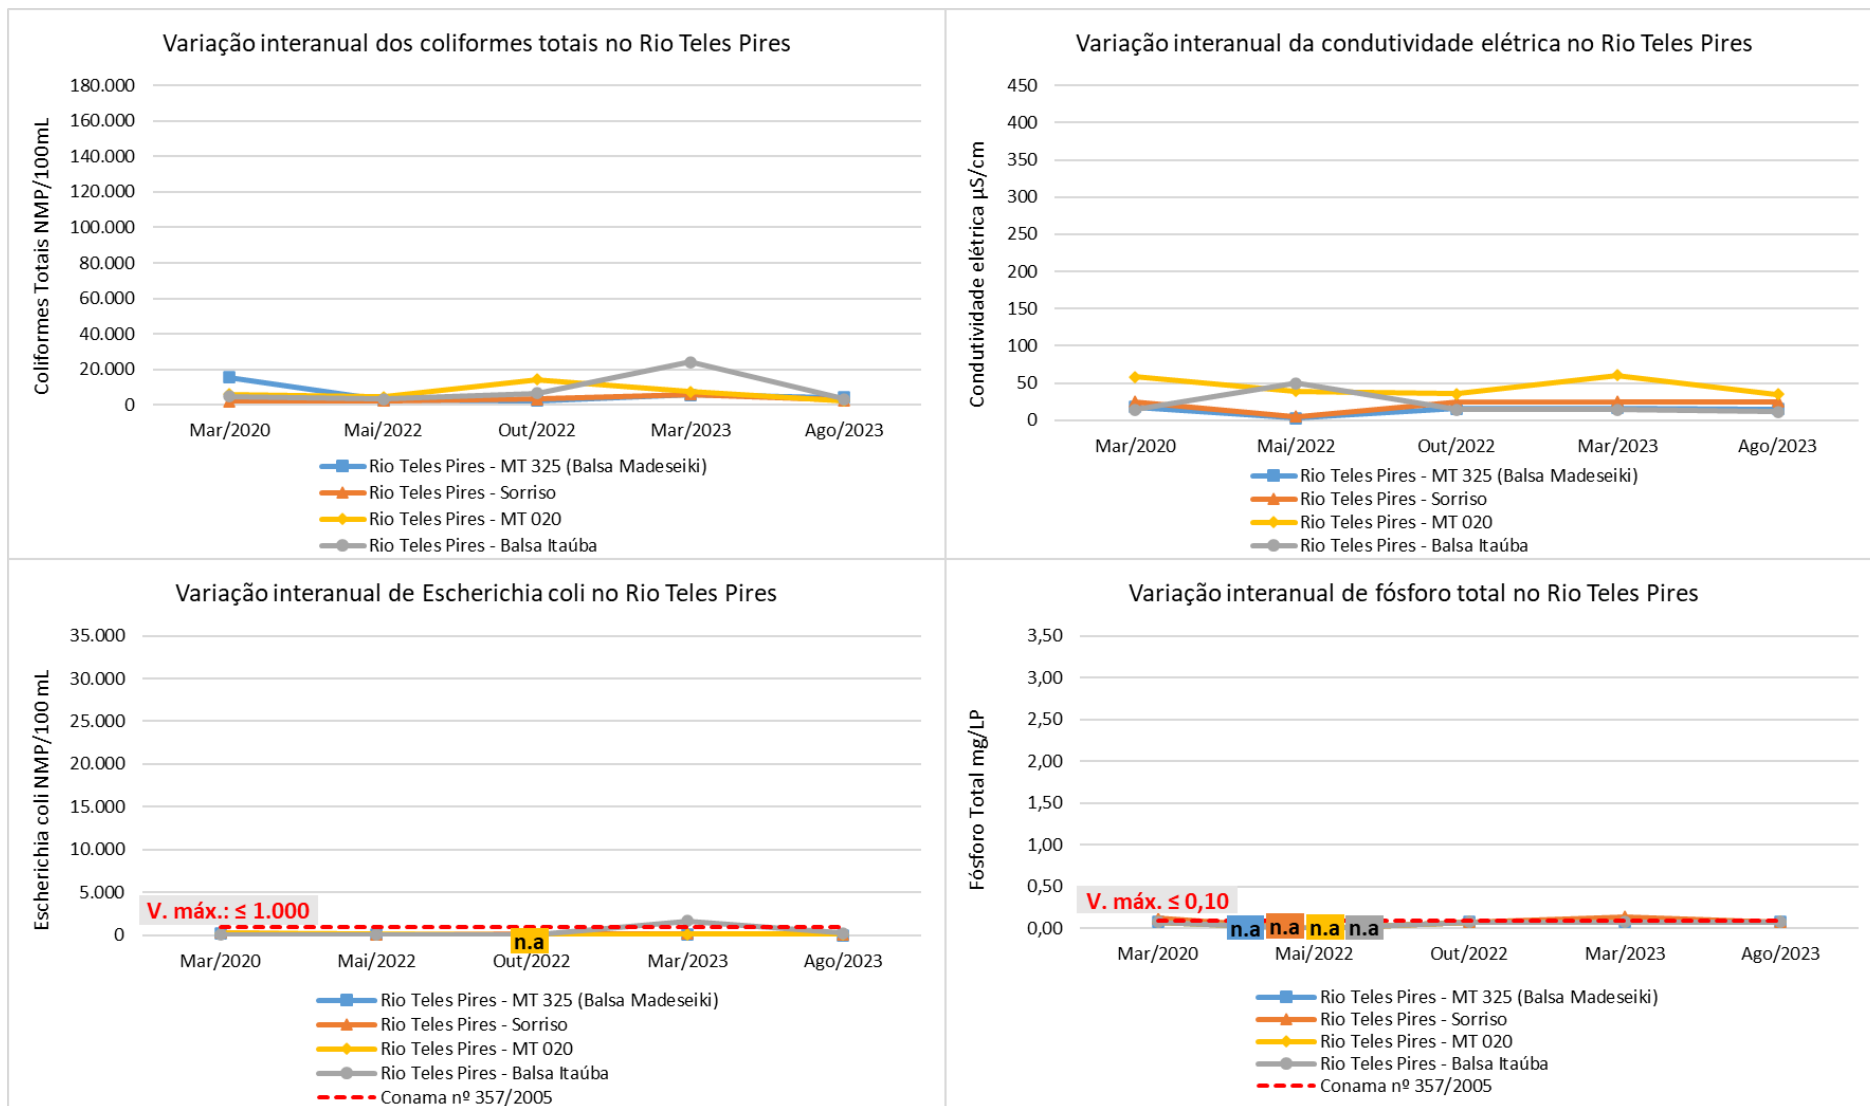 Variação interanual dos coliformes totais no Rio Teles Pires
Coliformes Totais NMP/100mL
180.000
160.000
140.000
120.000
100.000
80.000
60.000
40.000
20.000
0
Mar/2020 Mai/2022 Out/2022 Mar/2023 Ago/2023
Rio Teles Pires - MT 325 (Balsa Madeseiki)
Rio Teles Pires - Sorriso
Rio Teles Pires - MT 020
Rio Teles Pires - Balsa Itaúba
Variação interanual da condutividade elétrica no Rio Teles Pires
Condutividade elétrica µS/cm
450
400
350
300
250
200
150
100
50
0
Mar/2020 Mai/2022 Out/2022 Mar/2023 Ago/2023
Rio Teles Pires - MT 325 (Balsa Madeseiki)
Rio Teles Pires - Sorriso
Rio Teles Pires - MT 020
Rio Teles Pires - Balsa Itaúba
Variação interanual de Escherichia coli no Rio Teles Pires
Escherichia coli NMP/100 mL
35.000
30.000
25.000
20.000
15.000
10.000
5.000
0
V. máx.: ≤ 1.000
n.a
Mar/2020 Mai/2022 Out/2022 Mar/2023 Ago/2023
Rio Teles Pires - MT 325 (Balsa Madeseiki)
Rio Teles Pires - Sorriso
Rio Teles Pires - MT 020
Rio Teles Pires - Balsa Itaúba
Conama nº 357/2005
Variação interanual de fósforo total no Rio Teles Pires
Fósforo Total mg/LP
3,50
3,00
2,50
2,00
1,50
1,00
0,50
0,00
V. máx. ≤ 0,10
n.a n.a n.a n.a
Mar/2020 Mai/2022 Out/2022 Mar/2023 Ago/2023
Rio Teles Pires - MT 325 (Balsa Madeseiki)
Rio Teles Pires - Sorriso
Rio Teles Pires - MT 020
Rio Teles Pires - Balsa Itaúba
Conama nº 357/2005